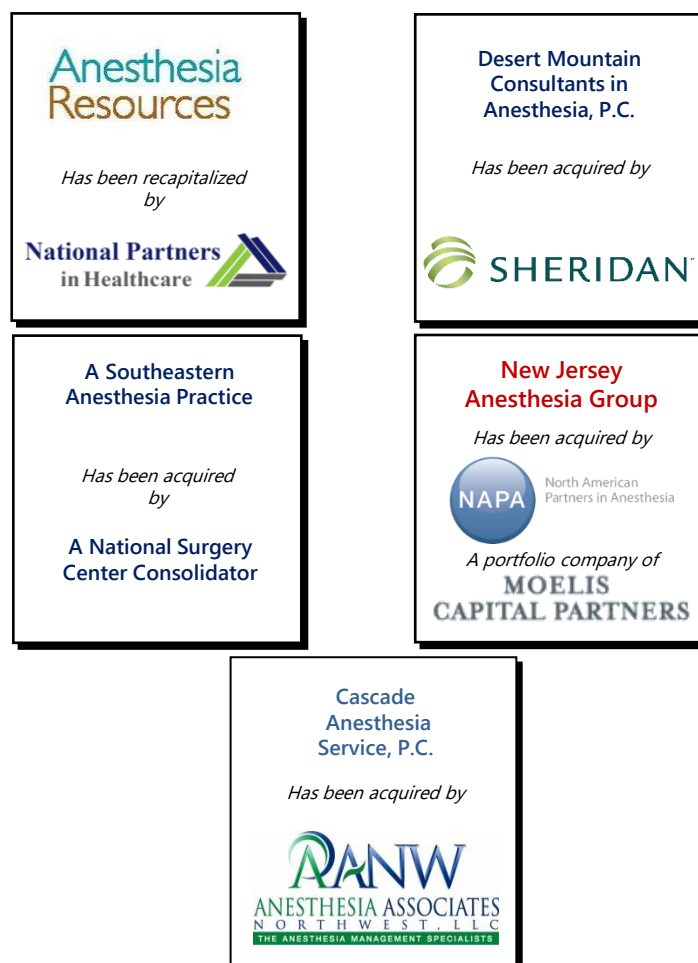 Anesthesia
Resources
Has been recapitalized
by
National Partners
in Healthcare
Desert Mountain
Consultants in
Anesthesia, P.C.
Has been acquired by
SHERIDAN
A Southeastern
Anesthesia Practice
Has been acquired
by
A National Surgery
Center Consolidator
New Jersey
Anesthesia Group
Has been acquired by
NAPA
North American
Partners in Anesthesia
A portfolio company of
MOELIS
CAPITAL PARTNERS
Cascade
Anesthesia
Service, P.C.
Has been acquired by
AANW
ANESTHESIA ASSOCIATES
NORTHWEST, LLC
THE ANESTHESIA MANAGEMENT SPECIALISTS